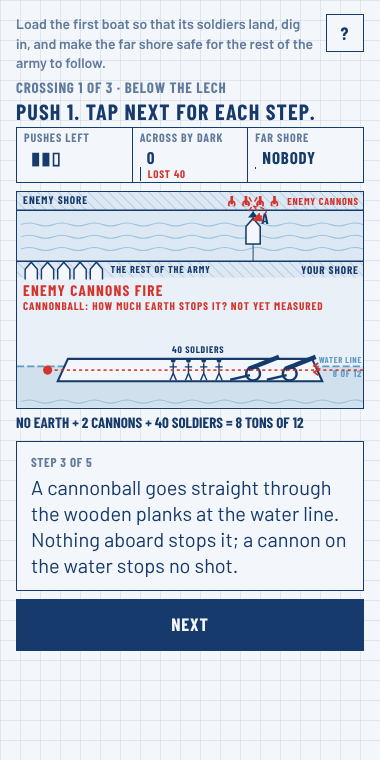 Load the first boat so that its soldiers land, dig
in, and make the far shore safe for the rest of the
army to follow.
?
CROSSING 1 OF 3 · BELOW THE LECH
PUSH 1. TAP NEXT FOR EACH STEP.
PUSHES LEFT
ACROSS BY DARK
0
LOST 40
FAR SHORE
NOBODY
ENEMY SHORE
ENEMY CANNONS
A
THE REST OF THE ARMY
YOUR SHORE
ENEMY CANNONS FIRE
CANNONBALL: HOW MUCH EARTH STOPS IT? NOT YET MEASURED
40 SOLDIERS
WATER LINE
8 OF 12
NO EARTH + 2 CANNONS + 40 SOLDIERS = 8 TONS OF 12
STEP 3 OF 5
A cannonball goes straight through
the wooden planks at the water line.
Nothing aboard stops it; a cannon on
the water stops no shot.
NEXT